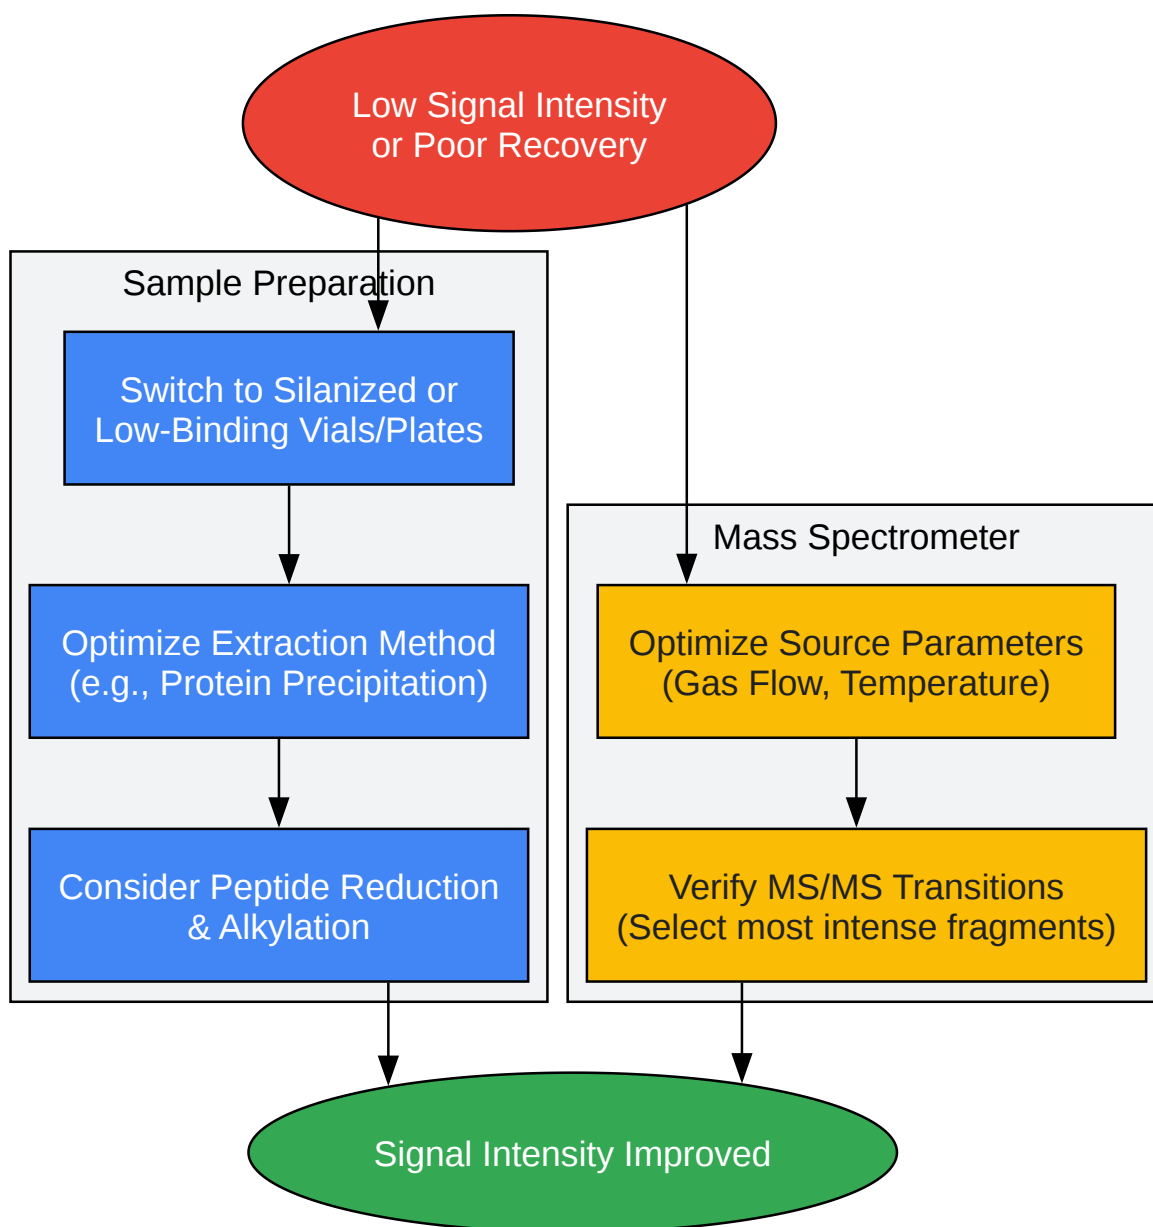 Low Signal Intensity
or Poor Recovery
Sample Preparation
Switch to Silanized or
Low-Binding Vials/Plates
Optimize Extraction Method
(e.g., Protein Precipitation)
Consider Peptide Reduction
& Alkylation
Mass Spectrometer
Optimize Source Parameters
(Gas Flow, Temperature)
Verify MS/MS Transitions
(Select most intense fragments)
Signal Intensity Improved